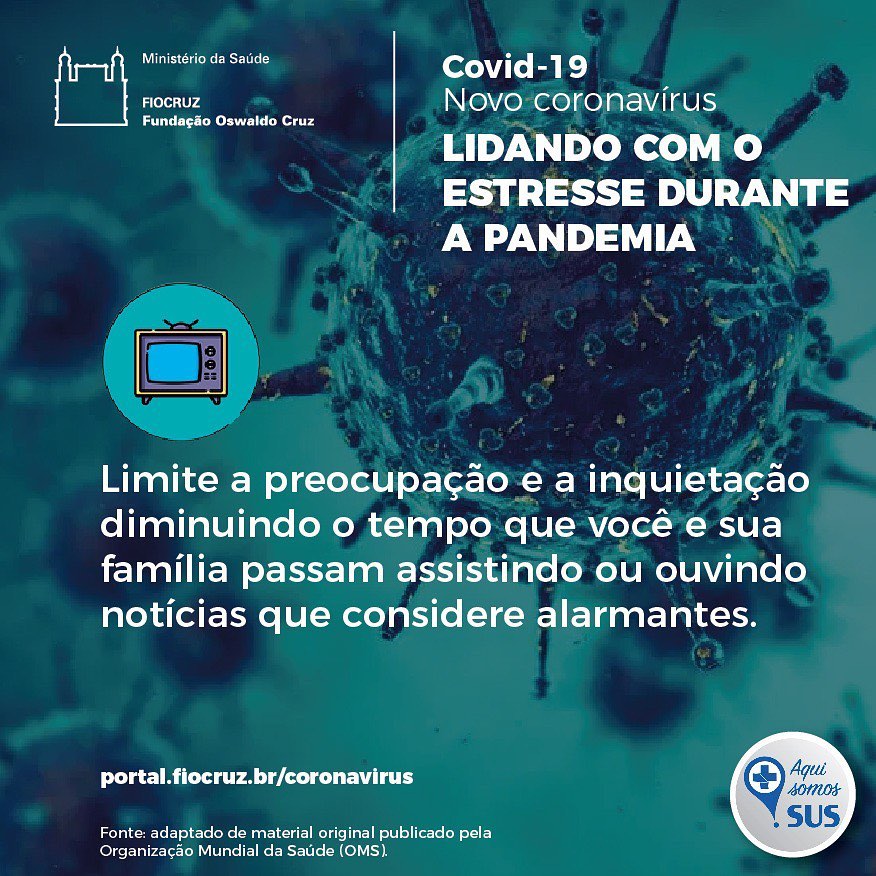 Ministério da Saúde
FIOCRUZ
Fundação Oswaldo Cruz
Covid-19
Novo coronavírus
LIDANDO COM O
ESTRESSE DURANTE
A PANDEMIA
Limite a preocupação e a inquietação
diminuindo o tempo que você e sua
família passam assistindo ou ouvindo
notícias que considere alarmantes.
portal.fiocruz.br/coronavirus
Fonte: adaptado de material original publicado pela
Organização Mundial da Saúde (OMS).
Aqui
somos
SUS